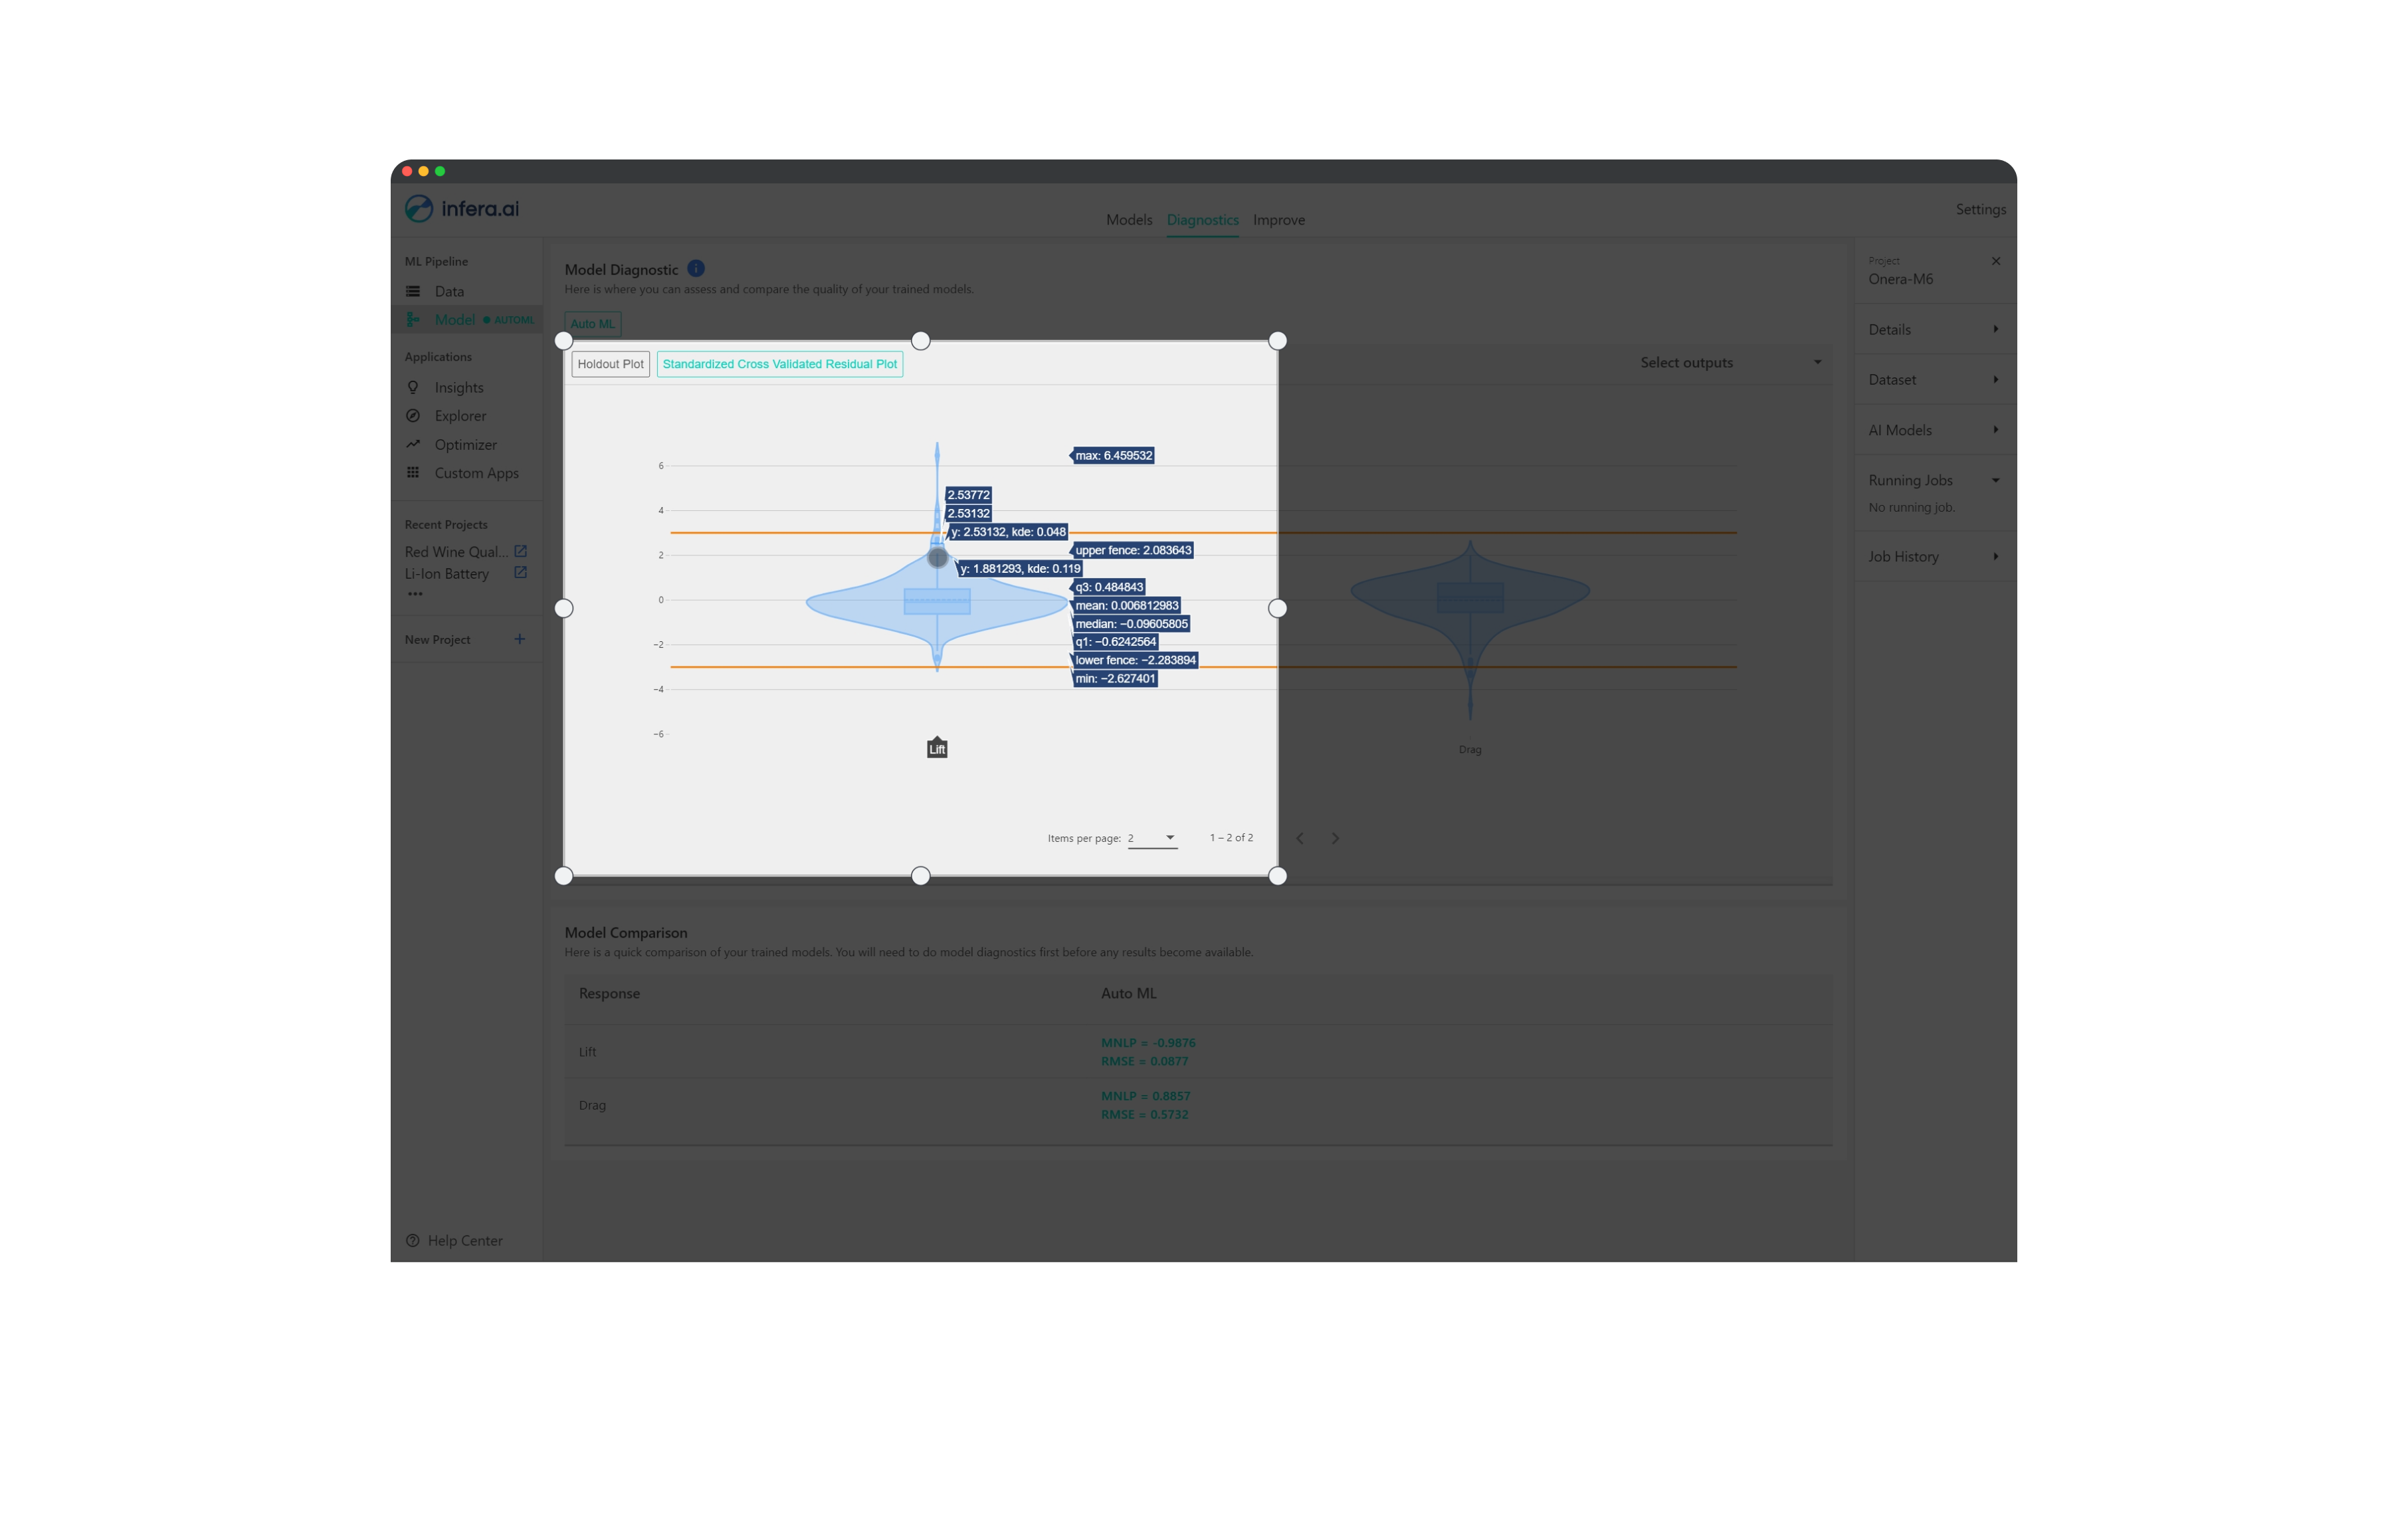 infera.ai
Models Diagnostics Improve
Settings
ML Pipeline
Data
Model AUTOML
Applications
Insights
Explorer
Optimizer
Custom Apps
Recent Projects
Red Wine Qual...
Li-Ion Battery
•••
New Project +
Help Center
Model Diagnostic i
Here is where you can assess and compare the quality of your trained models.
Auto ML
Holdout Plot Standardized Cross Validated Residual Plot
Select outputs
6
4
2
0
−2
−4
−6
max: 6.459532
2.53772
2.53132
y: 2.53132, kde: 0.048
upper fence: 2.083643
y: 1.881293, kde: 0.119
q3: 0.484843
mean: 0.006812983
median: −0.09605805
q1: −0.6242564
lower fence: −2.283894
min: −2.627401
Lift
Drag
Items per page: 2 1 – 2 of 2
Model Comparison
Here is a quick comparison of your trained models. You will need to do model diagnostics first before any results become available.
Response Auto ML
Lift
MNLP = -0.9876
RMSE = 0.0877
Drag
MNLP = 0.8857
RMSE = 0.5732
Project
Onera-M6
Details
Dataset
AI Models
Running Jobs
No running job.
Job History